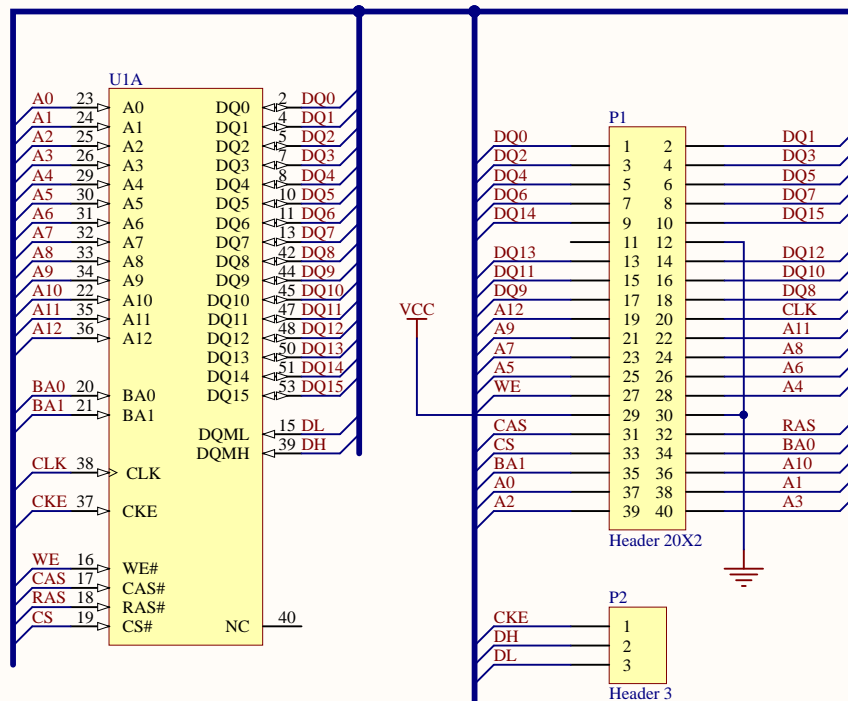 U1A
A0 23 A0 DQ0 2 DQ0
A1 24 A1 DQ1 4 DQ1
A2 25 A2 DQ2 5 DQ2
A3 26 A3 DQ3 7 DQ3
A4 29 A4 DQ4 8 DQ4
A5 30 A5 DQ5 10 DQ5
A6 31 A6 DQ6 11 DQ6
A7 32 A7 DQ7 13 DQ7
A8 33 A8 DQ8 42 DQ8
A9 34 A9 DQ9 44 DQ9
A10 22 A10 DQ10 45 DQ10
A11 35 A11 DQ11 47 DQ11
A12 36 A12 DQ12 48 DQ12
DQ13 50 DQ13
DQ14 51 DQ14
BA0 20 BA0 DQ15 53 DQ15
BA1 21 BA1
DQML 15 DL
DQMH 39 DH
CLK 38 CLK
CKE 37 CKE
WE 16 WE#
CAS 17 CAS#
RAS 18 RAS#
CS 19 CS# NC 40
VCC
P1
DQ0 1 2 DQ1
DQ2 3 4 DQ3
DQ4 5 6 DQ5
DQ6 7 8 DQ7
DQ14 9 10 DQ15
11 12
DQ13 13 14 DQ12
DQ11 15 16 DQ10
DQ9 17 18 DQ8
A12 19 20 CLK
A9 21 22 A11
A7 23 24 A8
A5 25 26 A6
WE 27 28 A4
29 30
CAS 31 32 RAS
CS 33 34 BA0
BA1 35 36 A10
A0 37 38 A1
A2 39 40 A3
Header 20X2
P2
CKE 1
DH 2
DL 3
Header 3